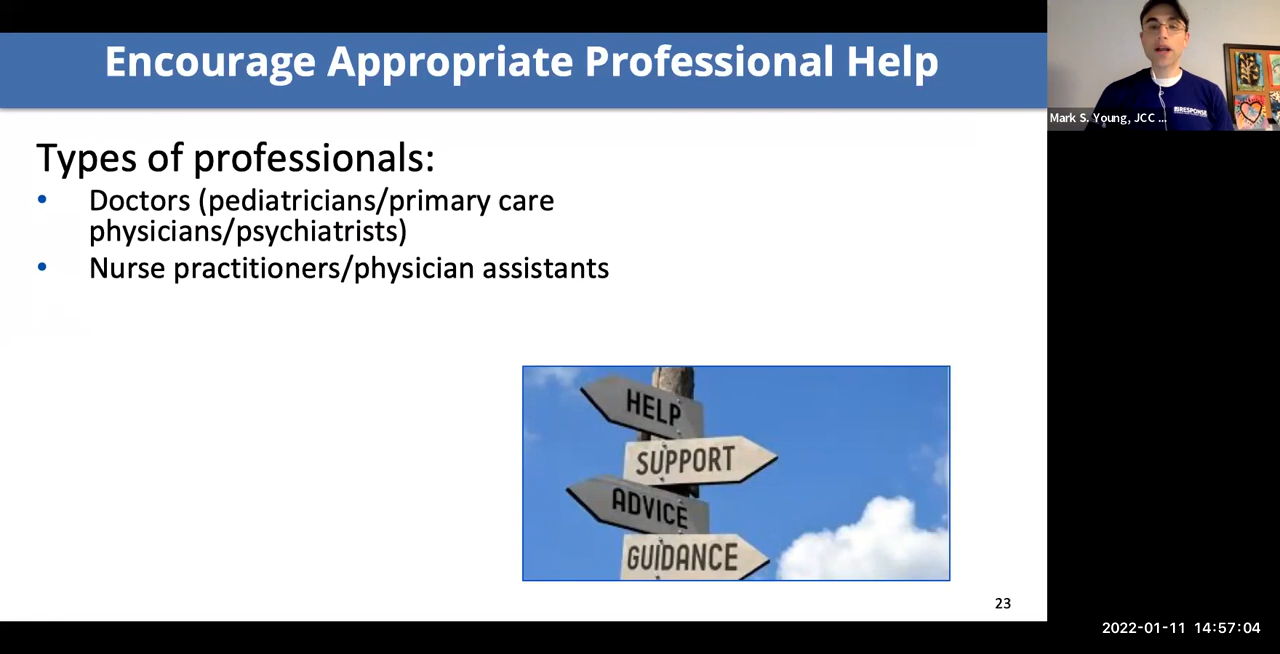 Encourage Appropriate Professional Help
Mark S. Young, JCC ...
Types of professionals:
• Doctors (pediatricians/primary care
physicians/psychiatrists)
• Nurse practitioners/physician assistants
HELP
SUPPORT
ADVICE
GUIDANCE
23
2022-01-11 14:57:04